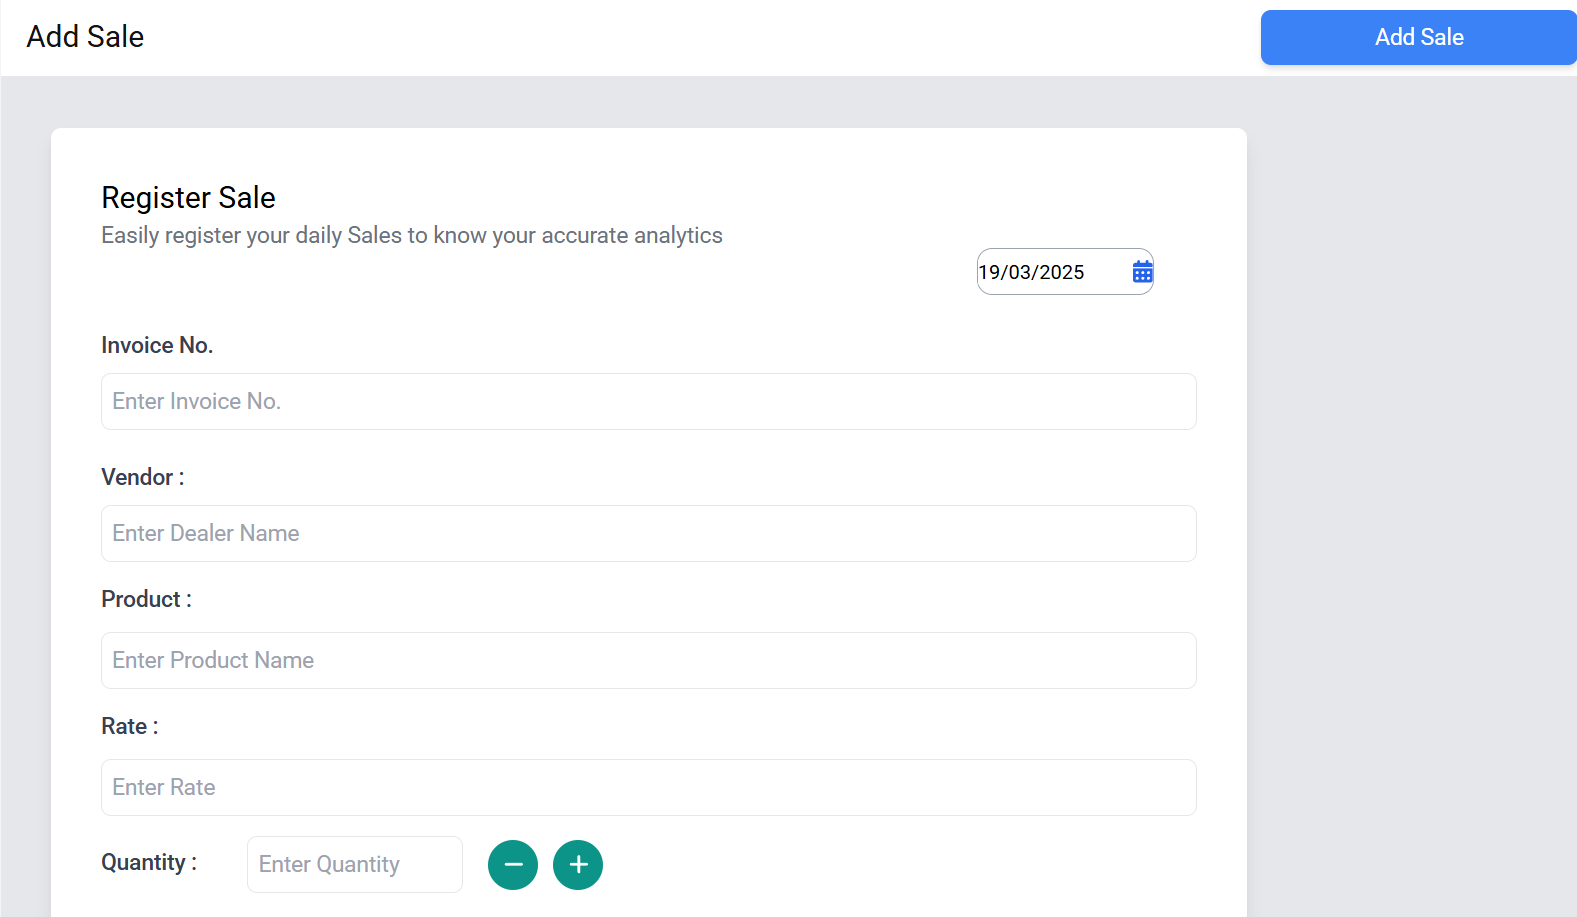 Add Sale
Add Sale
Register Sale
Easily register your daily Sales to know your accurate analytics
19/03/2025
Invoice No.
Enter Invoice No.
Vendor :
Enter Dealer Name
Product :
Enter Product Name
Rate :
Enter Rate
Quantity : Enter Quantity − +